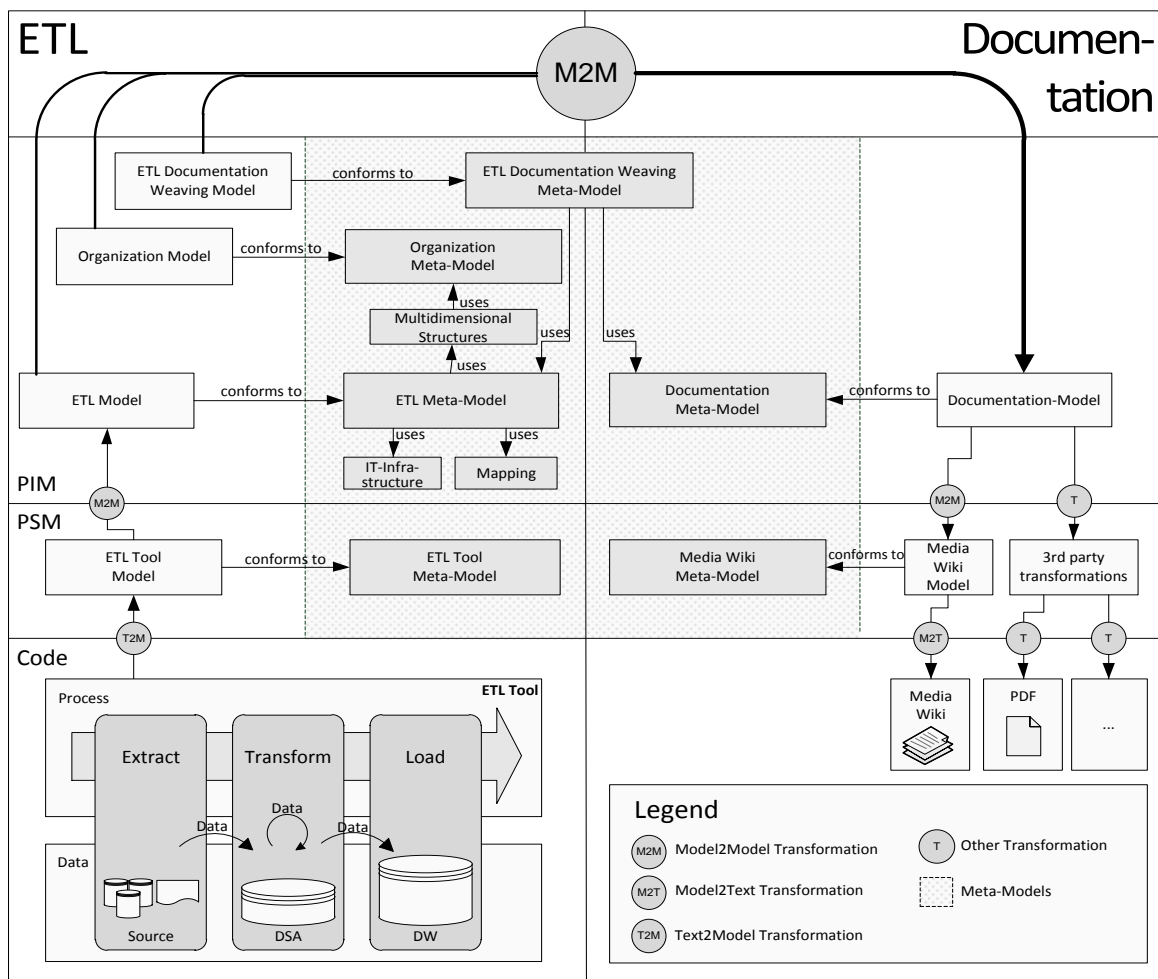 ETL
Documen-
tation
M2M
ETL Documentation
Weaving Model
conforms to
ETL Documentation Weaving
Meta-Model
Organization Model
conforms to
Organization
Meta-Model
uses
Multidimensional
Structures
uses
uses
uses
ETL Model
conforms to
ETL Meta-Model
Documentation
Meta-Model
conforms to
Documentation-Model
uses
uses
IT-Infra-
structure
Mapping
PIM
M2M
M2M
T
PSM
ETL Tool
Model
conforms to
ETL Tool
Meta-Model
Media Wiki
Meta-Model
conforms to
Media
Wiki
Model
3rd party
transformations
T2M
M2T
T
T
Code
Process
ETL Tool
Extract
Transform
Load
Media
Wiki
PDF
...
Data
Data
Data
Data
Source
DSA
DW
Legend
M2M
Model2Model Transformation
T
Other Transformation
M2T
Model2Text Transformation
Meta-Models
T2M
Text2Model Transformation